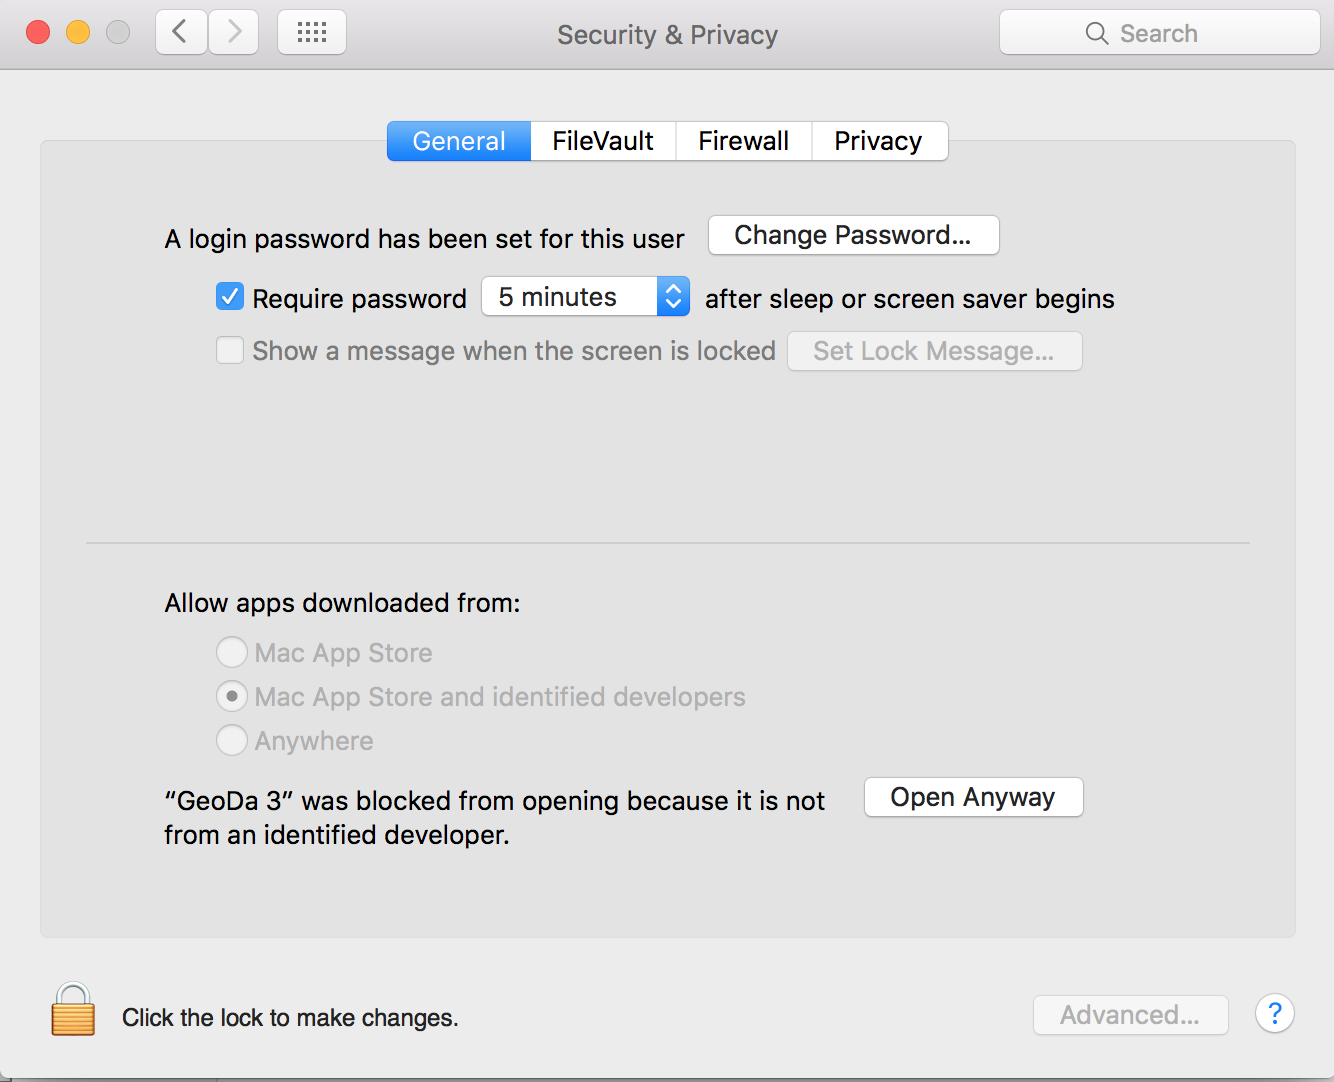 Security & Privacy
Search
General
FileVault
Firewall
Privacy
A login password has been set for this user
Change Password...
Require password
5 minutes
after sleep or screen saver begins
Show a message when the screen is locked
Set Lock Message...
Allow apps downloaded from:
Mac App Store
Mac App Store and identified developers
Anywhere
“GeoDa 3” was blocked from opening because it is not
from an identified developer.
Open Anyway
Click the lock to make changes.
Advanced...
?